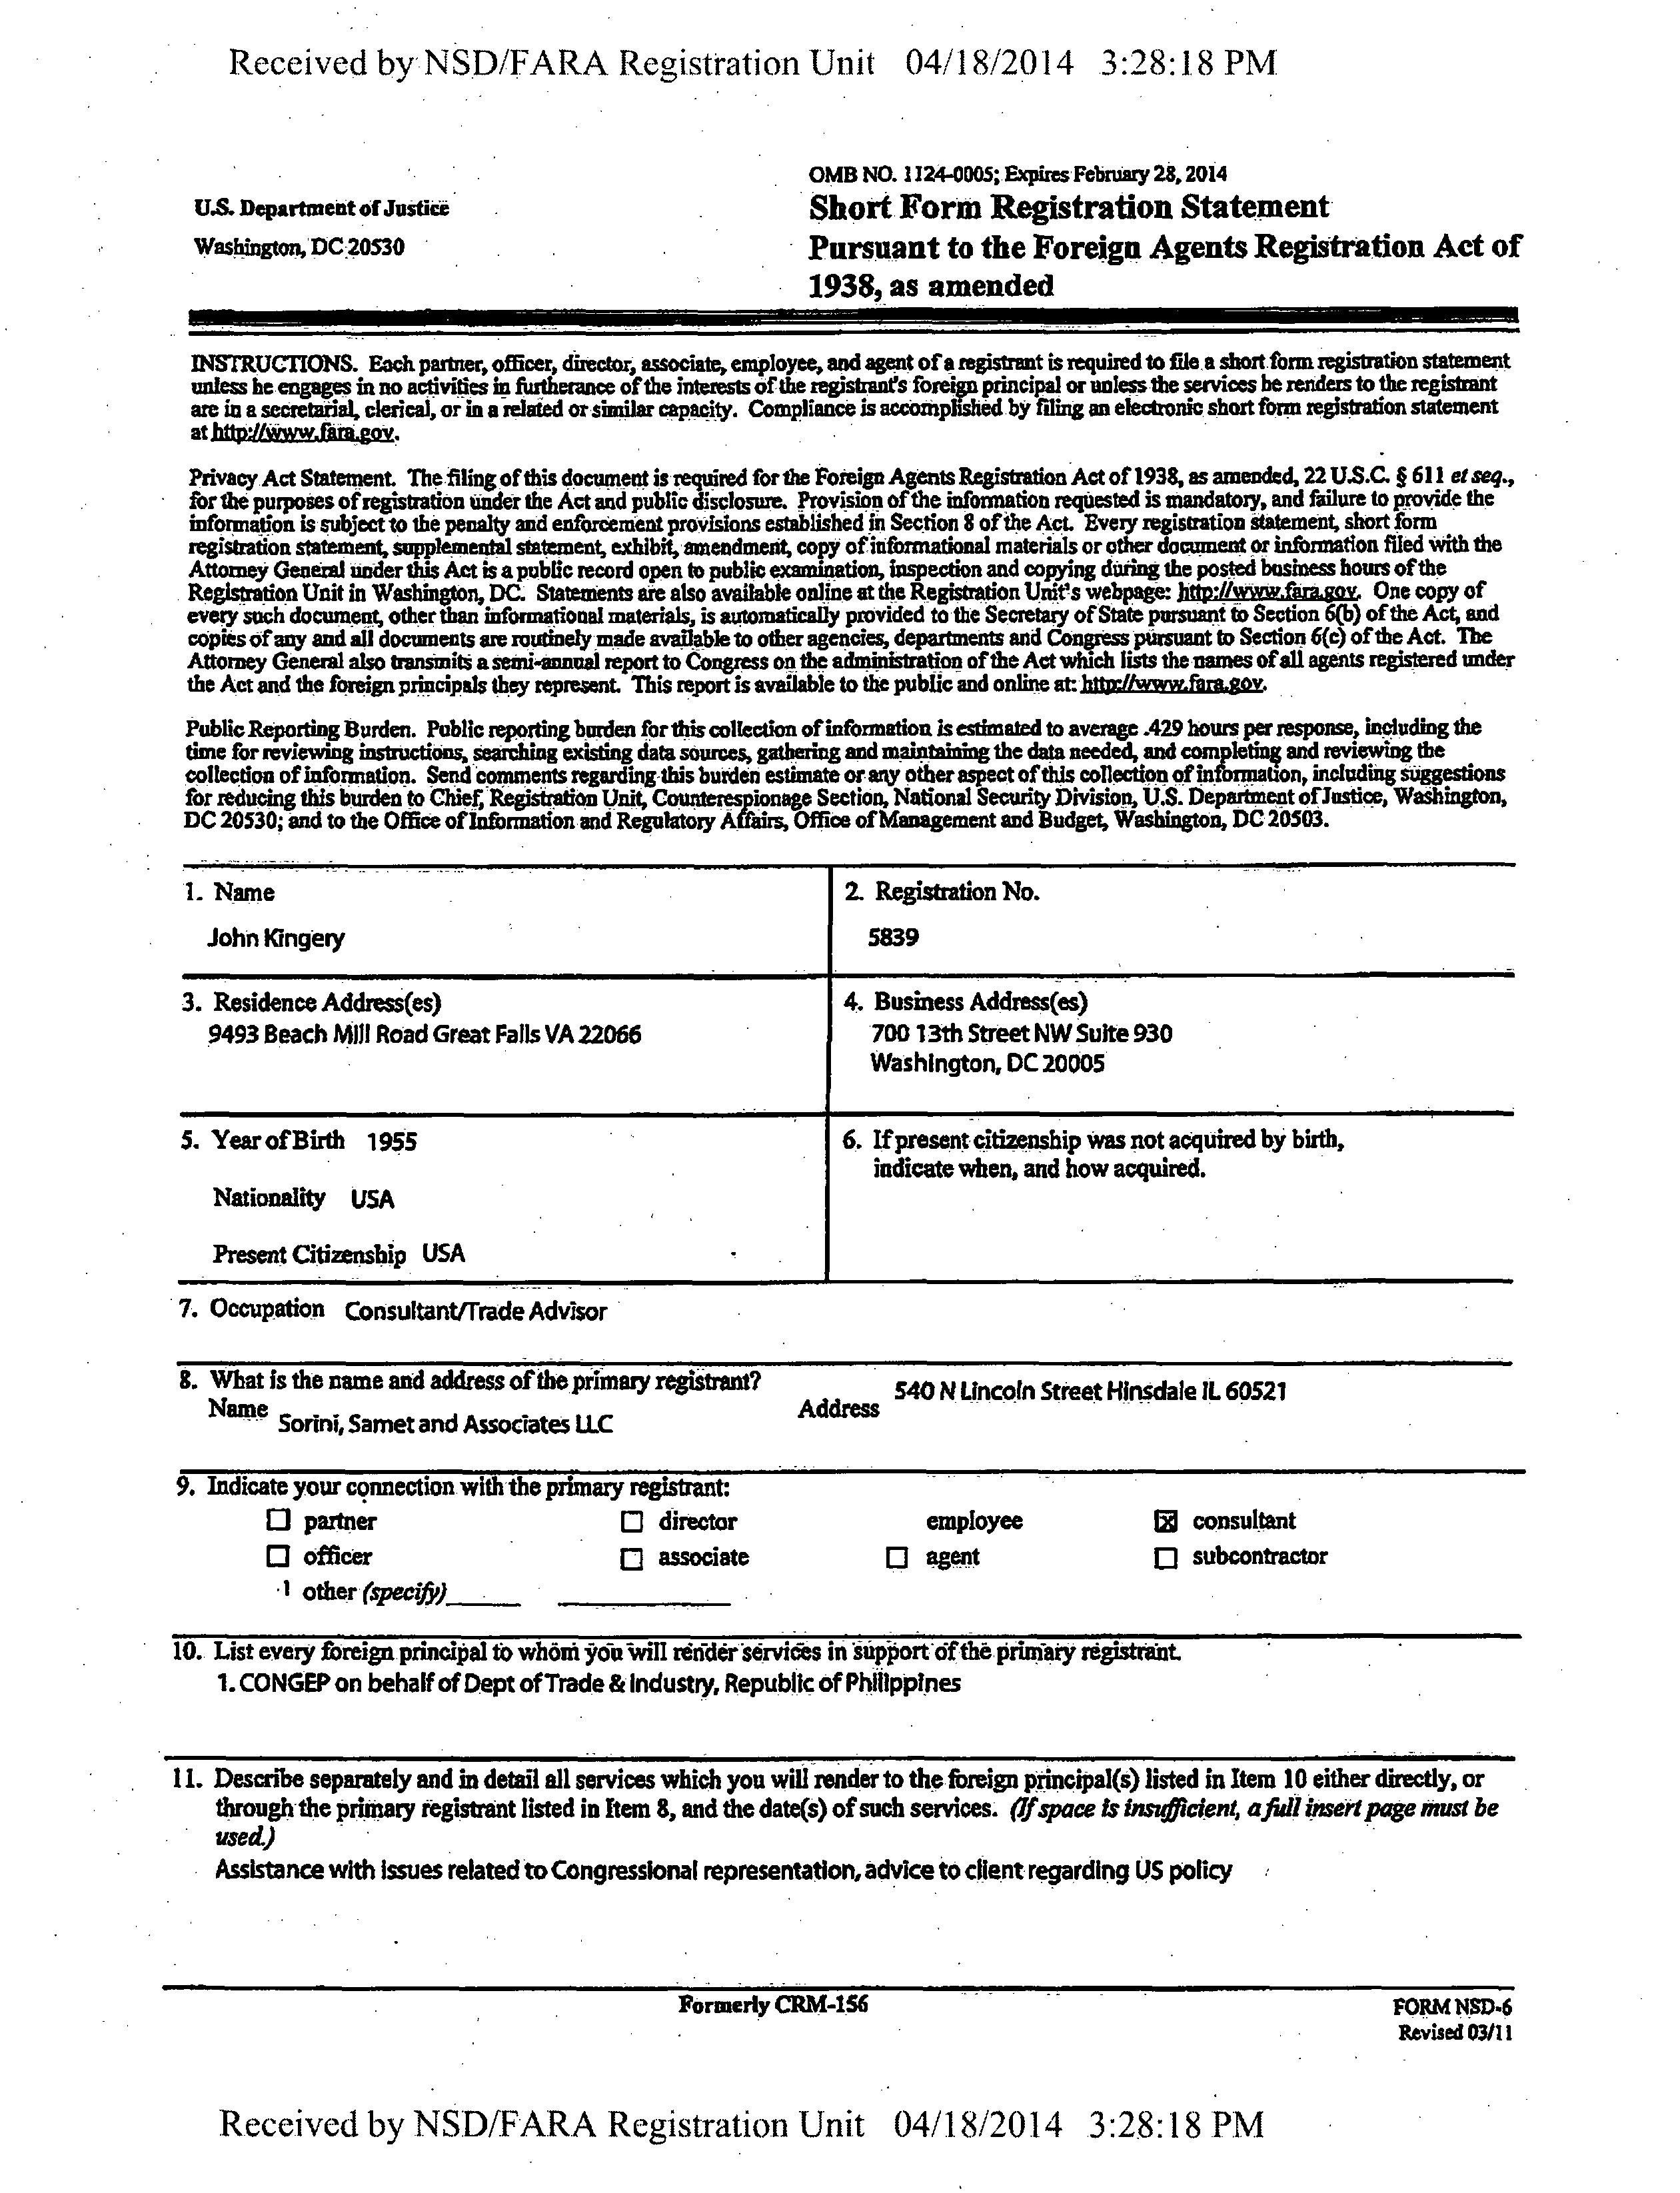 Received by NSD/FARA Registration Unit 04/18/2014 3:28:18 PM
OMB NO. 1124-0005; Expires February 28, 2014
U.S. Department of Justice
Washington, DC 20530
Short Form Registration Statement
Pursuant to the Foreign Agents Registration Act of
1938, as amended
INSTRUCTIONS. Each partner, officer, director, associate, employee, and agent of a registrant is required to file a short form registration statement
unless he engages in no activities in furtherance of the interests of the registrant's foreign principal or unless the services he renders to the registrant
are in a secretarial, clerical, or in a related or similar capacity. Compliance is accomplished by filing an electronic short form registration statement
at http://www.fara.gov.
Privacy Act Statement. The filing of this document is required for the Foreign Agents Registration Act of 1938, as amended, 22 U.S.C. § 611 et seq.,
for the purposes of registration under the Act and public disclosure. Provision of the information requested is mandatory, and failure to provide the
information is subject to the penalty and enforcement provisions established in Section 8 of the Act. Every registration statement, short form
registration statement, supplemental statement, exhibit, amendment, copy of informational materials or other document or information filed with the
Attorney General under this Act is a public record open to public examination, inspection and copying during the posted business hours of the
Registration Unit in Washington, DC. Statements are also available online at the Registration Unit's webpage: http://www.fara.gov. One copy of
every such document, other than informational materials, is automatically provided to the Secretary of State pursuant to Section 6(b) of the Act, and
copies of any and all documents are routinely made available to other agencies, departments and Congress pursuant to Section 6(c) of the Act. The
Attorney General also transmits a semi-annual report to Congress on the administration of the Act which lists the names of all agents registered under
the Act and the foreign principals they represent. This report is available to the public and online at: http://www.fara.gov.
Public Reporting Burden. Public reporting burden for this collection of information is estimated to average .429 hours per response, including the
time for reviewing instructions, searching existing data sources, gathering and maintaining the data needed, and completing and reviewing the
collection of information. Send comments regarding this burden estimate or any other aspect of this collection of information, including suggestions
for reducing this burden to Chief, Registration Unit, Counterespionage Section, National Security Division, U.S. Department of Justice, Washington,
DC 20530; and to the Office of Information and Regulatory Affairs, Office of Management and Budget, Washington, DC 20503.
1. Name
John Kingery
2. Registration No.
5839
3. Residence Address(es)
9493 Beach Mill Road Great Falls VA 22066
4. Business Address(es)
700 13th Street NW Suite 930
Washington, DC 20005
5. Year of Birth 1955
Nationality USA
Present Citizenship USA
6. If present citizenship was not acquired by birth,
indicate when, and how acquired.
7. Occupation Consultant/Trade Advisor
8. What is the name and address of the primary registrant?
Name Sorini, Samet and Associates LLC
Address 540 N Lincoln Street Hinsdale IL 60521
9. Indicate your connection with the primary registrant:
☐ partner ☐ director employee ☒ consultant
☐ officer ☐ associate ☐ agent ☐ subcontractor
other (specify)
10. List every foreign principal to whom you will render services in support of the primary registrant.
1. CONGEP on behalf of Dept of Trade & Industry, Republic of Philippines
11. Describe separately and in detail all services which you will render to the foreign principal(s) listed in Item 10 either directly, or
through the primary registrant listed in Item 8, and the date(s) of such services. (If space is insufficient, a full insert page must be
used.)
Assistance with issues related to Congressional representation, advice to client regarding US policy
Formerly CRM-156
FORM NSD-6
Revised 03/11
Received by NSD/FARA Registration Unit 04/18/2014 3:28:18 PM